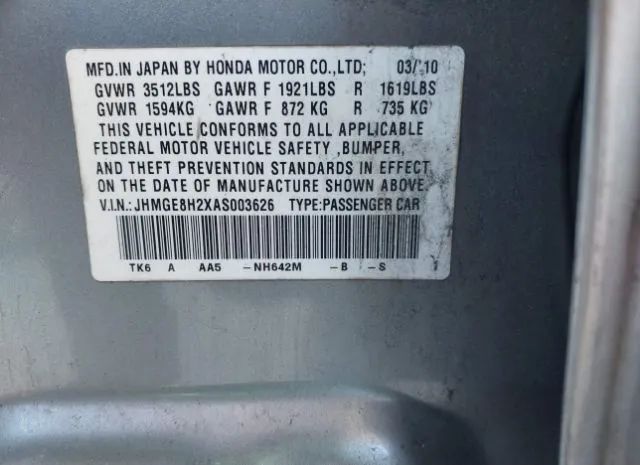 MFD.IN JAPAN BY HONDA MOTOR CO.,LTD; 03/'10
GVWR 3512LBS GAWR F 1921LBS R 1619LBS
GVWR 1594KG GAWR F 872 KG R 735 KG
THIS VEHICLE CONFORMS TO ALL APPLICABLE
FEDERAL MOTOR VEHICLE SAFETY ,BUMPER,
AND THEFT PREVENTION STANDARDS IN EFFECT
ON THE DATE OF MANUFACTURE SHOWN ABOVE.
V.I.N.:JHMGE8H2XAS003626 TYPE:PASSENGER CAR
TK6 A AA5 -NH642M -B -S 1